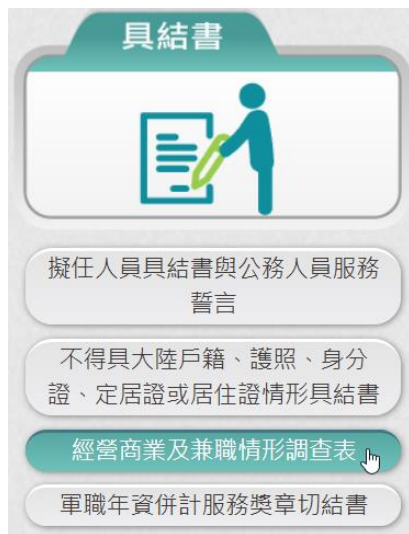 具結書
擬任人員具結書與公務人員服務
誓言
不得具大陸戶籍、護照、身分
證、定居證或居住證情形具結書
經營商業及兼職情形調查表
軍職年資併計服務獎章切結書